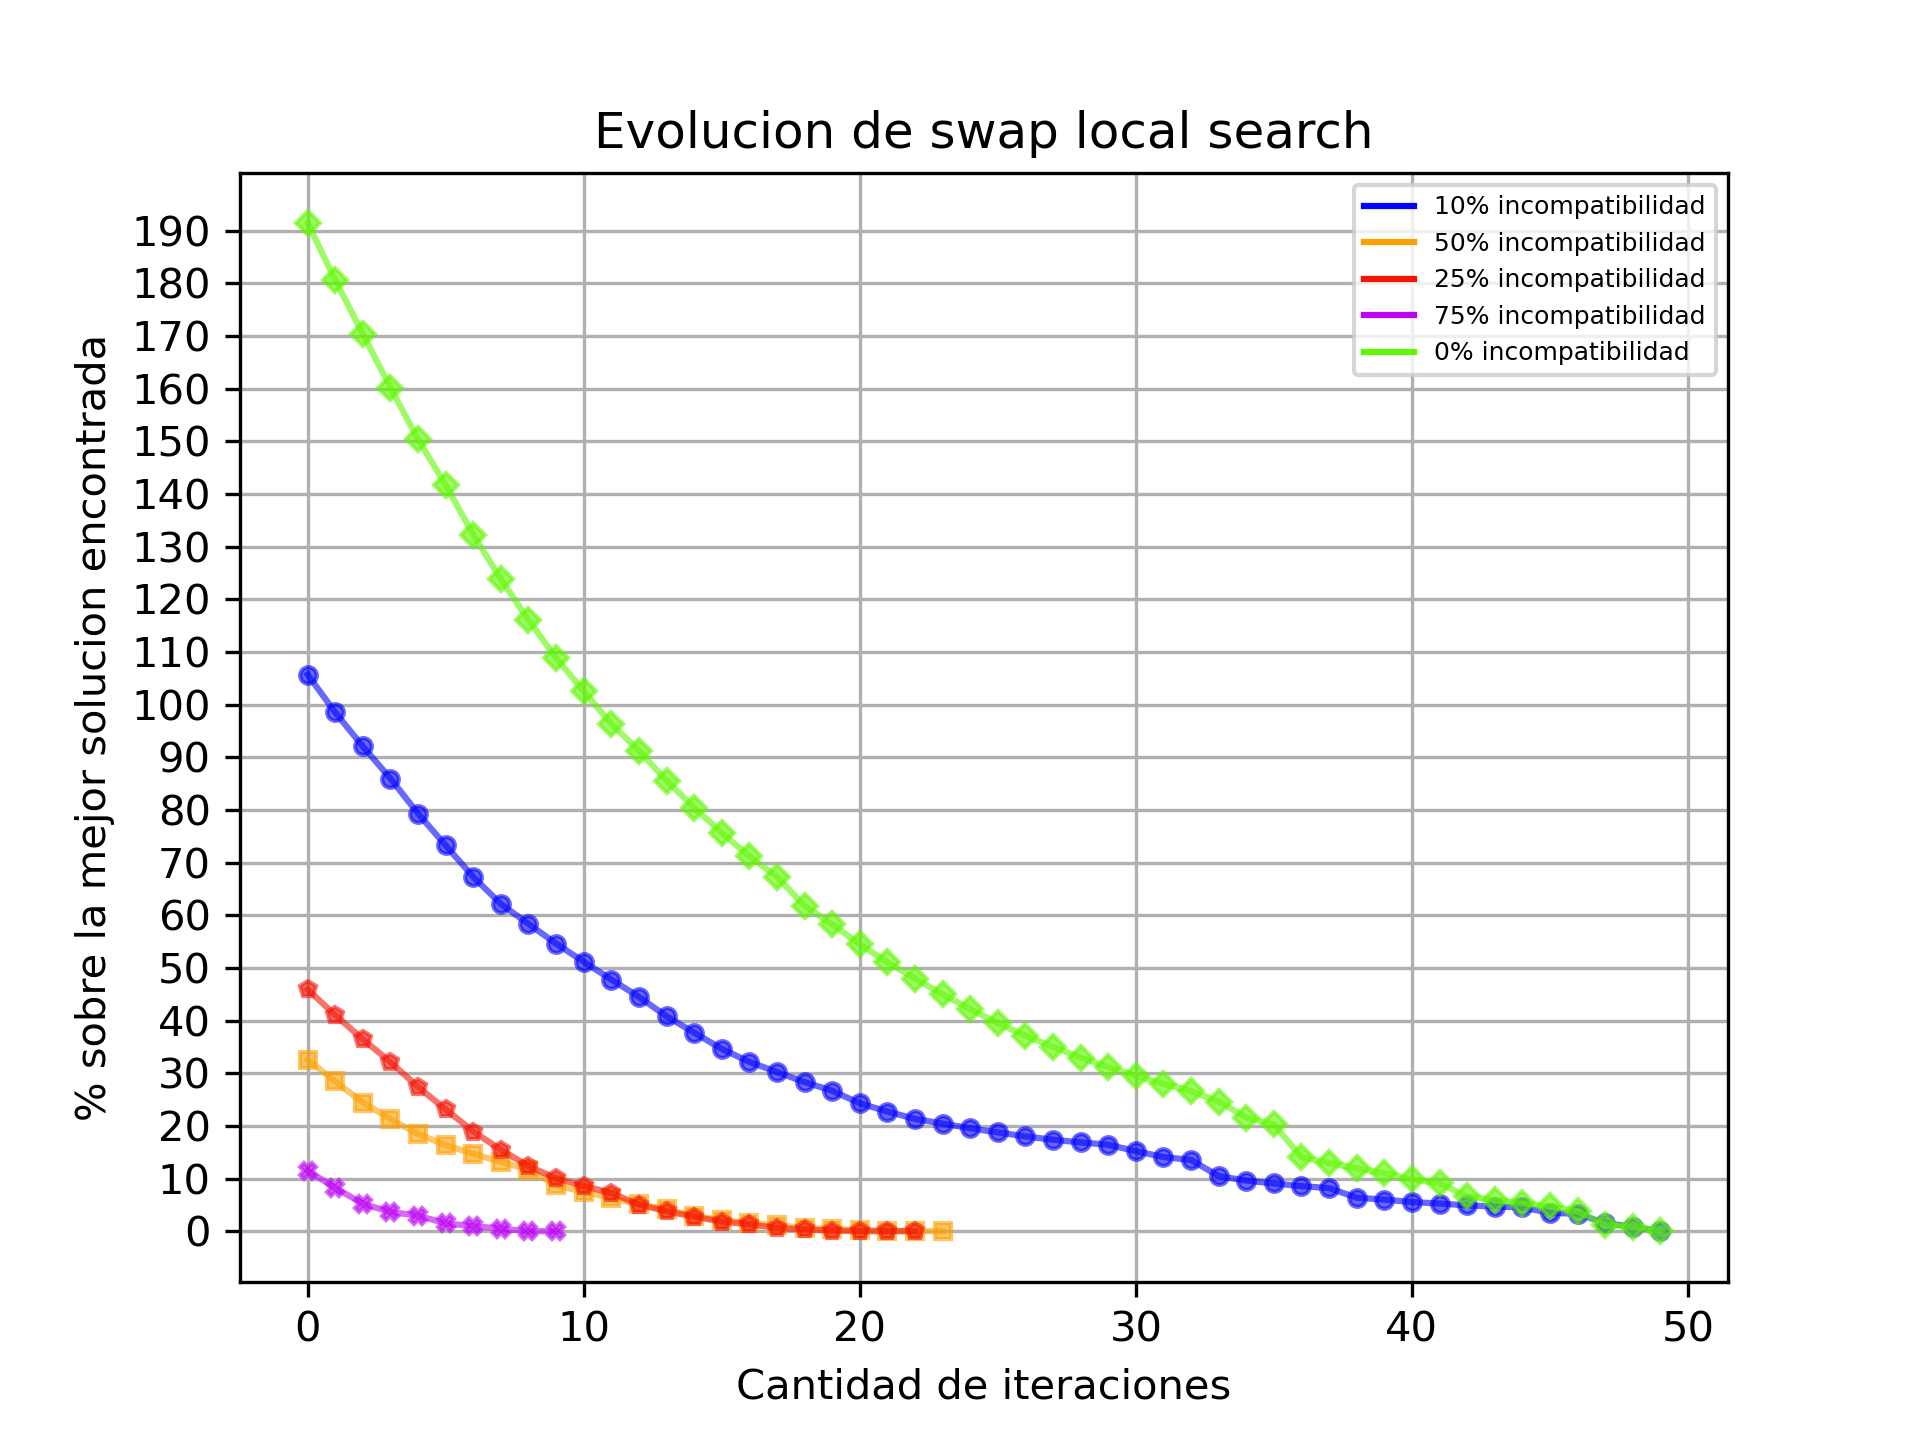 Evolucion de swap local search
10% incompatibilidad
50% incompatibilidad
25% incompatibilidad
75% incompatibilidad
0% incompatibilidad
% sobre la mejor solucion encontrada
190
180
170
160
150
140
130
120
110
100
90
80
70
60
50
40
30
20
10
0
0 10 20 30 40 50
Cantidad de iteraciones